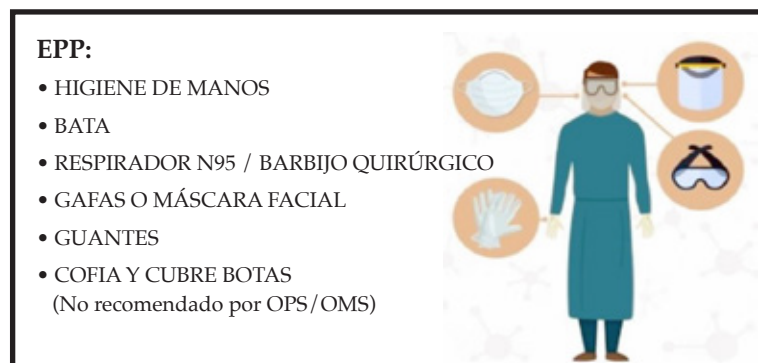 EPP:
• HIGIENE DE MANOS
• BATA
• RESPIRADOR N95 / BARBIJO QUIRÚRGICO
• GAFAS O MÁSCARA FACIAL
• GUANTES
• COFIA Y CUBRE BOTAS
(No recomendado por OPS/OMS)